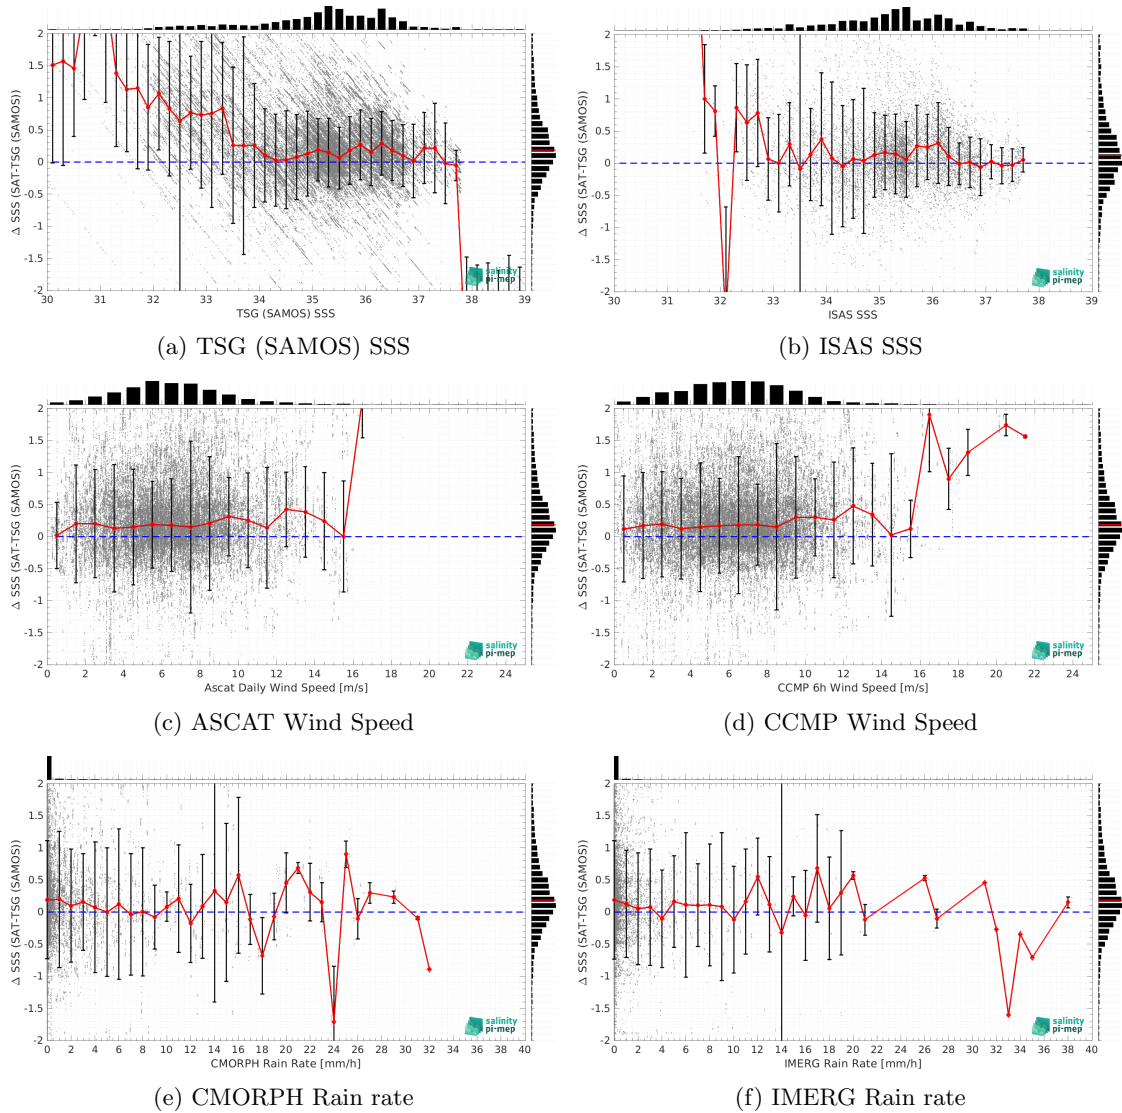 2
1.5
1
0.5
0
-0.5
-1
-1.5
-2
Δ SSS (SAT-TSG (SAMOS))
30 31 32 33 34 35 36 37 38 39
TSG (SAMOS) SSS
salinity
pi-mep
(a) TSG (SAMOS) SSS
2
1.5
1
0.5
0
-0.5
-1
-1.5
-2
Δ SSS (SAT-TSG (SAMOS))
30 31 32 33 34 35 36 37 38 39
ISAS SSS
salinity
pi-mep
(b) ISAS SSS
2
1.5
1
0.5
0
-0.5
-1
-1.5
-2
Δ SSS (SAT-TSG (SAMOS))
0 2 4 6 8 10 12 14 16 18 20 22 24
Ascat Daily Wind Speed [m/s]
salinity
pi-mep
(c) ASCAT Wind Speed
2
1.5
1
0.5
0
-0.5
-1
-1.5
-2
Δ SSS (SAT-TSG (SAMOS))
0 2 4 6 8 10 12 14 16 18 20 22 24
CCMP 6h Wind Speed [m/s]
salinity
pi-mep
(d) CCMP Wind Speed
2
1.5
1
0.5
0
-0.5
-1
-1.5
-2
Δ SSS (SAT-TSG (SAMOS))
0 2 4 6 8 10 12 14 16 18 20 22 24 26 28 30 32 34 36 38 40
CMORPH Rain Rate [mm/h]
salinity
pi-mep
(e) CMORPH Rain rate
2
1.5
1
0.5
0
-0.5
-1
-1.5
-2
Δ SSS (SAT-TSG (SAMOS))
0 2 4 6 8 10 12 14 16 18 20 22 24 26 28 30 32 34 36 38 40
IMERG Rain Rate [mm/h]
salinity
pi-mep
(f) IMERG Rain rate